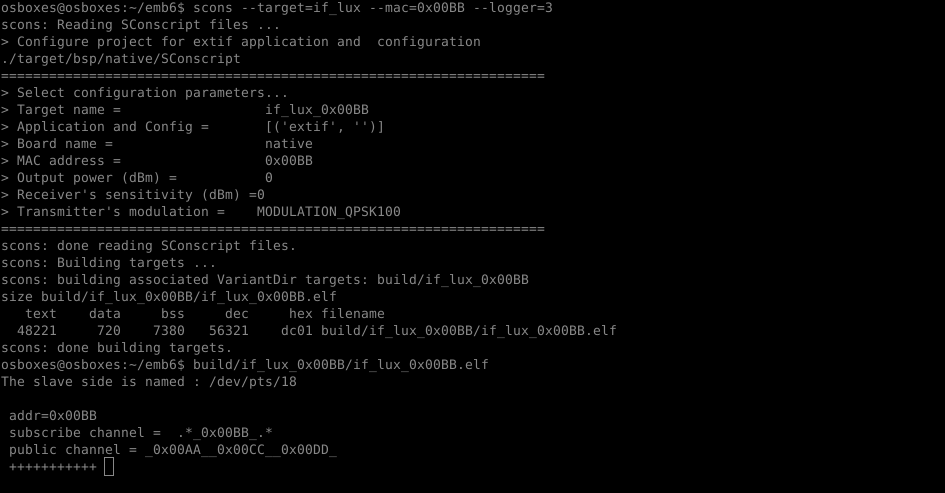 osboxes@osboxes:~/emb6$ scons --target=if_lux --mac=0x00BB --logger=3
scons: Reading SConscript files ...
> Configure project for extif application and  configuration
./target/bsp/native/SConscript
====================================================================
> Select configuration parameters...
> Target name =                  if_lux_0x00BB
> Application and Config =       [('extif', '')]
> Board name =                   native
> MAC address =                  0x00BB
> Output power (dBm) =           0
> Receiver's sensitivity (dBm) =0
> Transmitter's modulation =    MODULATION_QPSK100
====================================================================
scons: done reading SConscript files.
scons: Building targets ...
scons: building associated VariantDir targets: build/if_lux_0x00BB
size build/if_lux_0x00BB/if_lux_0x00BB.elf
   text    data     bss     dec     hex filename
  48221     720    7380   56321    dc01 build/if_lux_0x00BB/if_lux_0x00BB.elf
scons: done building targets.
osboxes@osboxes:~/emb6$ build/if_lux_0x00BB/if_lux_0x00BB.elf
The slave side is named : /dev/pts/18

 addr=0x00BB
 subscribe channel =  .*_0x00BB_.*
 public channel = _0x00AA__0x00CC__0x00DD_
 +++++++++++